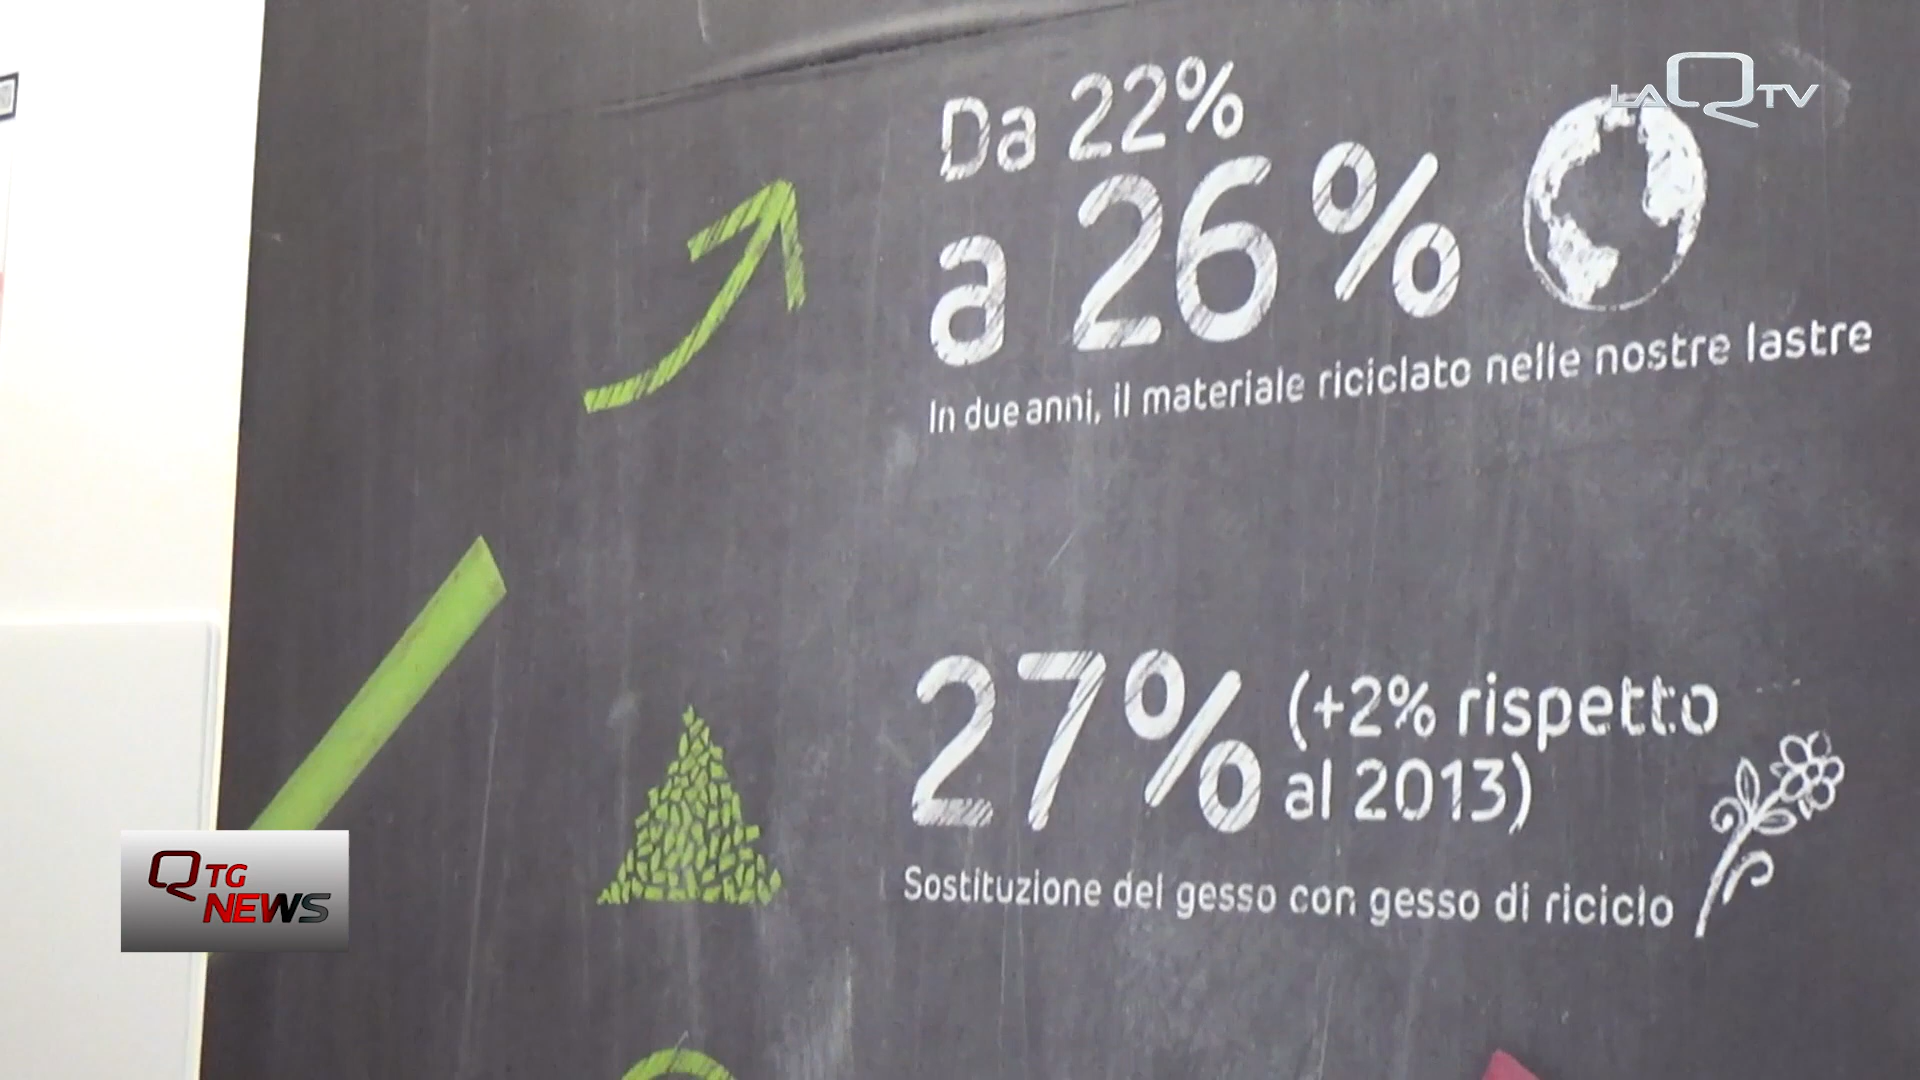 LAQTV
Da 22%
a 26%
In due anni, il materiale riciclato nelle nostre lastre
27% (+2% rispetto
al 2013)
Sostituzione del gesso con gesso di riciclo
Q TG
NEWS